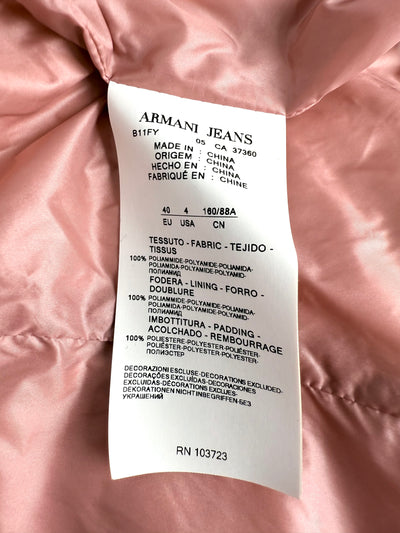 ARMANI JEANS
B11FY 05 CA 37360
MADE IN : CHINA
ORIGEM : CHINA
HECHO EN : CHINA
FABRIQUÉ EN : CHINE
40 4 160/88A
EU USA CN
TESSUTO - FABRIC - TEJIDO -
TISSUS
100% POLIAMMIDE-POLYAMIDE-POLIAMIDA-
POLIAMIDA-POLYAMIDE-POLYAMID-
ПОЛИАМИД
FODERA - LINING - FORRO -
DOUBLURE
100% POLIAMMIDE-POLYAMIDE-POLIAMIDA-
POLIAMIDA-POLYAMIDE-POLYAMID-
ПОЛИАМИД
IMBOTTITURA - PADDING -
ACOLCHADO - REMBOURRAGE
100% POLIESTERE-POLYESTER-POLIÉSTER-
POLIÉSTER-POLYESTER-POLYESTER-
ПОЛИЭСТЕР
DECORAZIONI ESCLUSE-DECORATIONS EXCLUDED-
DECORAÇÕES EXCLUÍDAS-DECORACIONES
EXCLUIDAS-DÉCORATIONS EXCLUES-
DEKORATIONEN NICHT INBEGRIFFEN-БЕЗ
УКРАШЕНИЙ
RN 103723